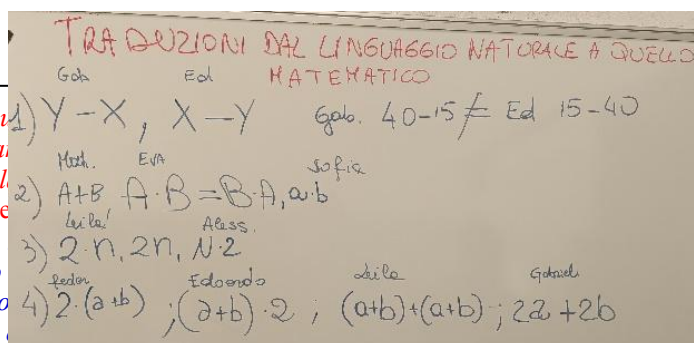 TRADUZIONI DAL LINGUAGGIO NATURALE A QUELLO
MATEMATICO
Gab Ed
1) Y-X, X-Y Gab. 40-15 ≠ Ed 15-40
Math. EVA Sofia
2) A+B A·B=B·A, a·b
Leila Aless.
3) 2·n, 2n, N·2
Feder Edoardo Leila Gabriel
4) 2·(a+b) ; (a+b)·2 ; (a+b)+(a+b) ; 2a+2b